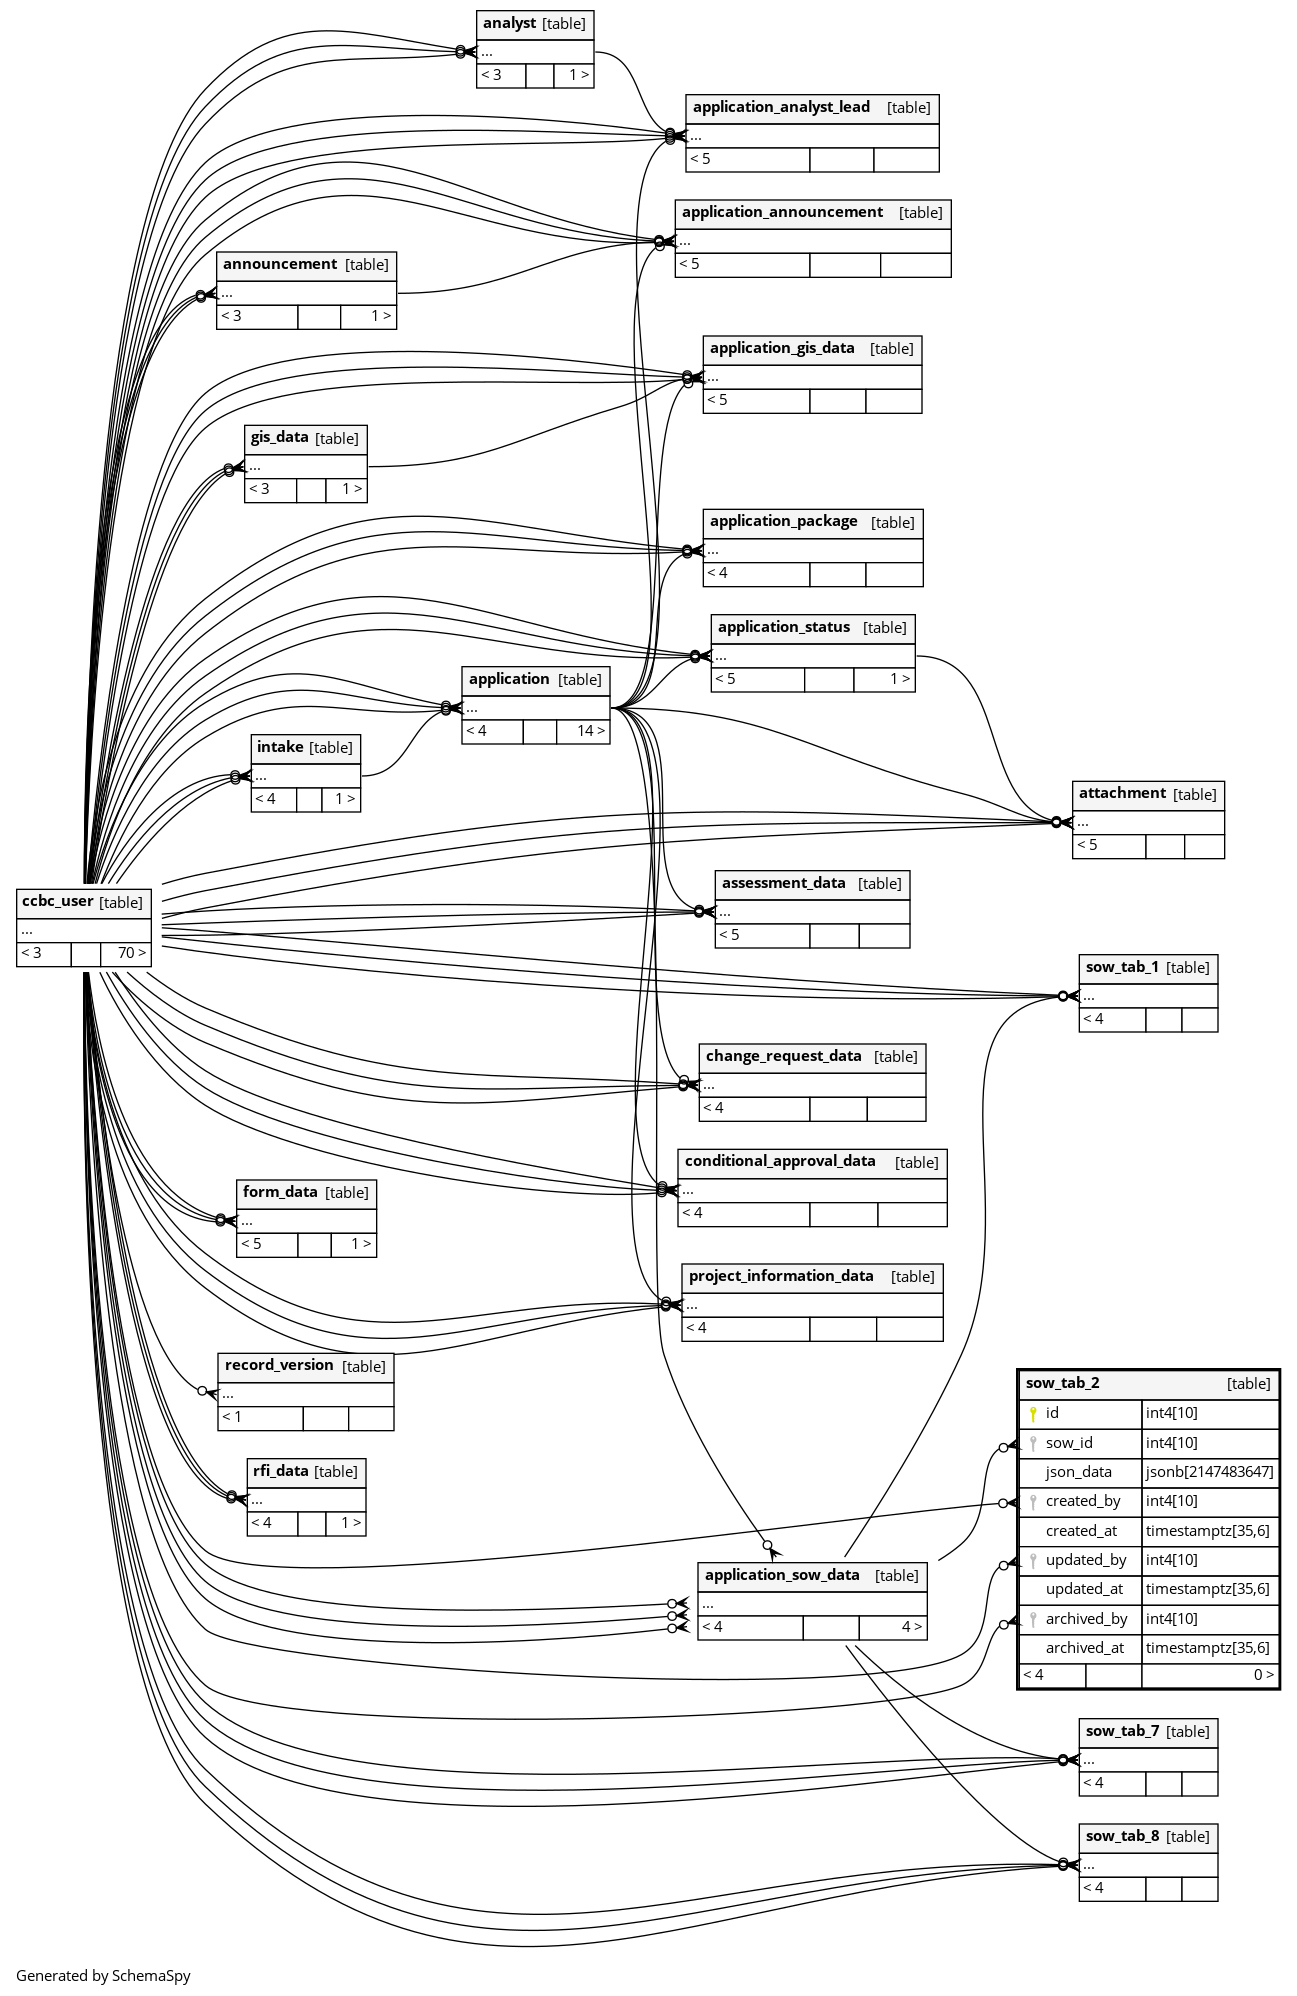 analyst [table]
...
< 3 1 >
application_analyst_lead [table]
...
< 5
application_announcement [table]
...
< 5
announcement [table]
...
< 3 1 >
application_gis_data [table]
...
< 5
gis_data [table]
...
< 3 1 >
application_package [table]
...
< 4
application_status [table]
...
< 5 1 >
application [table]
...
< 4 14 >
intake [table]
...
< 4 1 >
attachment [table]
...
< 5
assessment_data [table]
...
< 5
ccbc_user [table]
...
< 3 70 >
sow_tab_1 [table]
...
< 4
change_request_data [table]
...
< 4
conditional_approval_data [table]
...
< 4
form_data [table]
...
< 5 1 >
project_information_data [table]
...
< 4
record_version [table]
...
< 1
sow_tab_2 [table]
id int4[10]
sow_id int4[10]
json_data jsonb[2147483647]
created_by int4[10]
created_at timestamptz[35,6]
updated_by int4[10]
updated_at timestamptz[35,6]
archived_by int4[10]
archived_at timestamptz[35,6]
< 4 0 >
rfi_data [table]
...
< 4 1 >
application_sow_data [table]
...
< 4 4 >
sow_tab_7 [table]
...
< 4
sow_tab_8 [table]
...
< 4
Generated by SchemaSpy